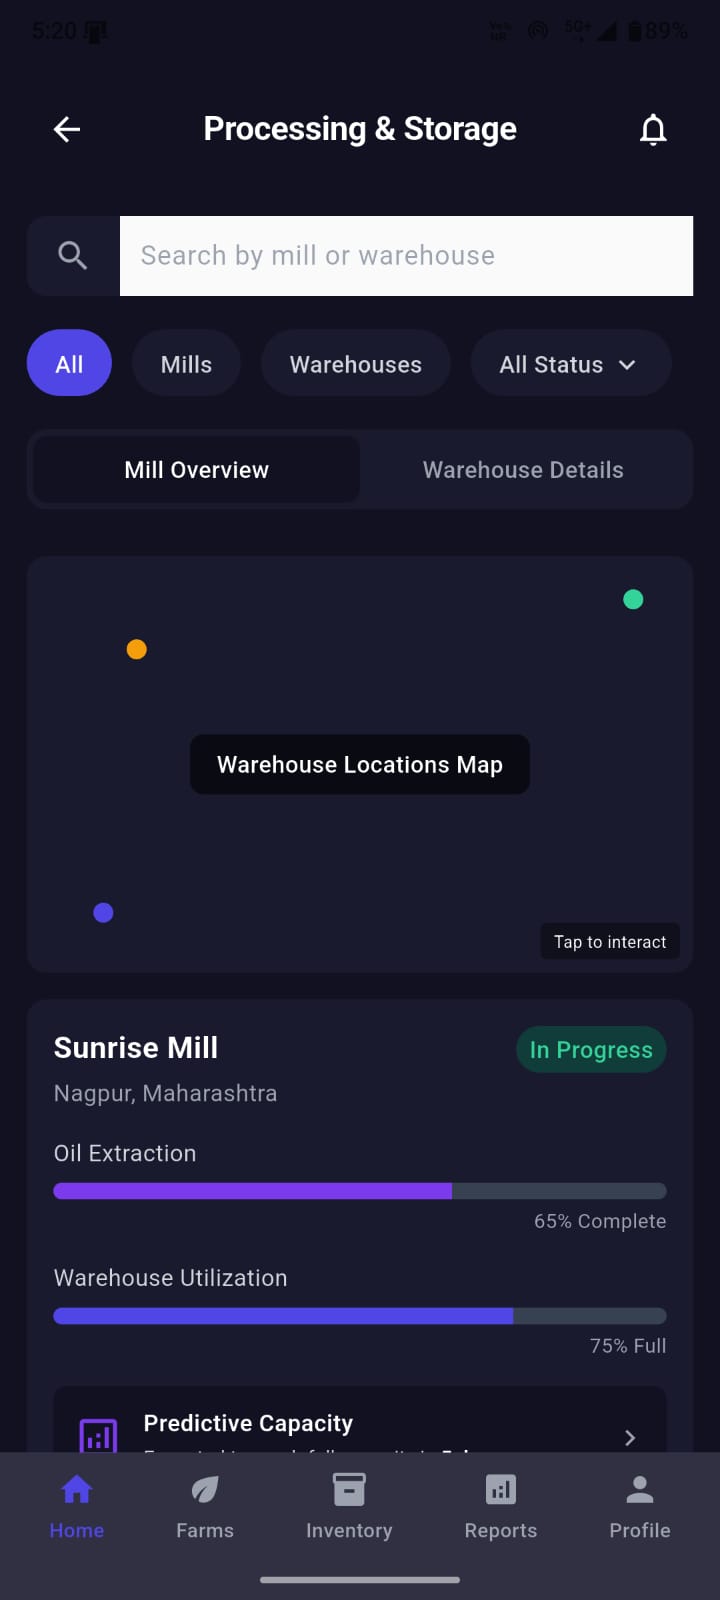 5:20
5G+
89%
Processing & Storage
Search by mill or warehouse
All
Mills
Warehouses
All Status
Mill Overview
Warehouse Details
Warehouse Locations Map
Tap to interact
Sunrise Mill
In Progress
Nagpur, Maharashtra
Oil Extraction
65% Complete
Warehouse Utilization
75% Full
Predictive Capacity
Home
Farms
Inventory
Reports
Profile